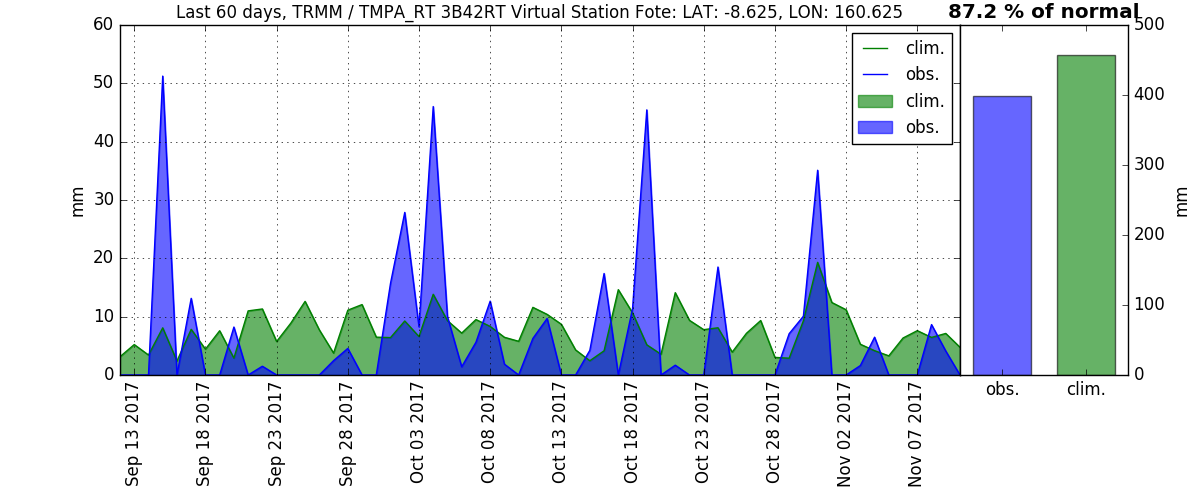 Last 60 days, TRMM / TMPA_RT 3B42RT Virtual Station Fote: LAT: -8.625, LON: 160.625
87.2 % of normal
60
50
40
30
20
10
0
mm
clim.
obs.
clim.
obs.
500
400
300
200
100
0
mm
obs.
clim.
Sep 13 2017
Sep 18 2017
Sep 23 2017
Sep 28 2017
Oct 03 2017
Oct 08 2017
Oct 13 2017
Oct 18 2017
Oct 23 2017
Oct 28 2017
Nov 02 2017
Nov 07 2017